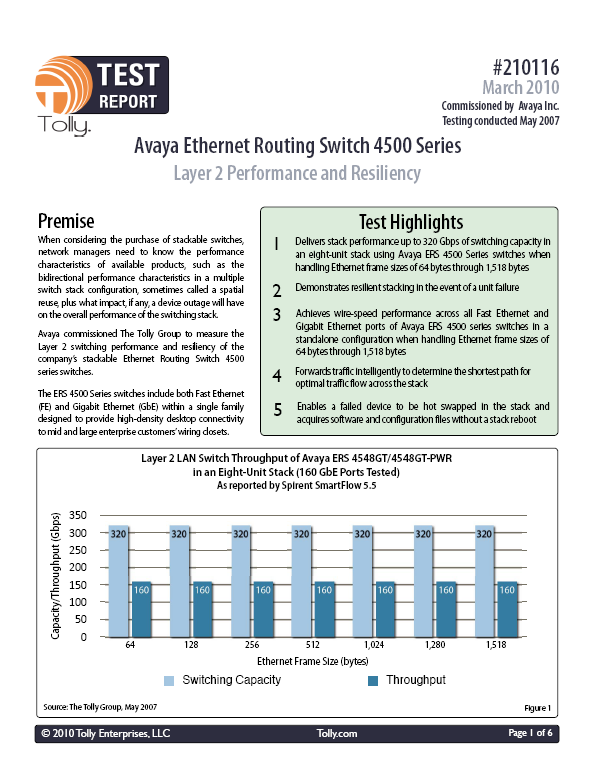 TEST
REPORT
Tolly.
#210116
March 2010
Commissioned by Avaya Inc.
Testing conducted May 2007
Avaya Ethernet Routing Switch 4500 Series
Layer 2 Performance and Resiliency
Premise
When considering the purchase of stackable switches,
network managers need to know the performance
characteristics of available products, such as the
bidirectional performance characteristics in a multiple
switch stack configuration, sometimes called a spatial
reuse, plus what impact, if any, a device outage will have
on the overall performance of the switching stack.
Avaya commissioned The Tolly Group to measure the
Layer 2 switching performance and resiliency of the
company's stackable Ethernet Routing Switch 4500
series switches.
The ERS 4500 Series switches include both Fast Ethernet
(FE) and Gigabit Ethernet (GbE) within a single family
designed to provide high-density desktop connectivity
to mid and large enterprise customers' wiring closets.
Test Highlights
1 Delivers stack performance up to 320 Gbps of switching capacity in
an eight-unit stack using Avaya ERS 4500 Series switches when
handling Ethernet frame sizes of 64 bytes through 1,518 bytes
2 Demonstrates resilient stacking in the event of a unit failure
3 Achieves wire-speed performance across all Fast Ethernet and
Gigabit Ethernet ports of Avaya ERS 4500 series switches in a
standalone configuration when handling Ethernet frame sizes of
64 bytes through 1,518 bytes
4 Forwards traffic intelligently to determine the shortest path for
optimal traffic flow across the stack
5 Enables a failed device to be hot swapped in the stack and
acquires software and configuration files without a stack reboot
Layer 2 LAN Switch Throughput of Avaya ERS 4548GT/4548GT-PWR
in an Eight-Unit Stack (160 GbE Ports Tested)
As reported by Spirent SmartFlow 5.5
Capacity/Throughput (Gbps)
350
300
250
200
150
100
50
0
320 320 320 320 320 320 320
160 160 160 160 160 160 160
64 128 256 512 1,024 1,280 1,518
Ethernet Frame Size (bytes)
Switching Capacity Throughput
Source: The Tolly Group, May 2007
Figure 1
© 2010 Tolly Enterprises, LLC Tolly.com Page 1 of 6